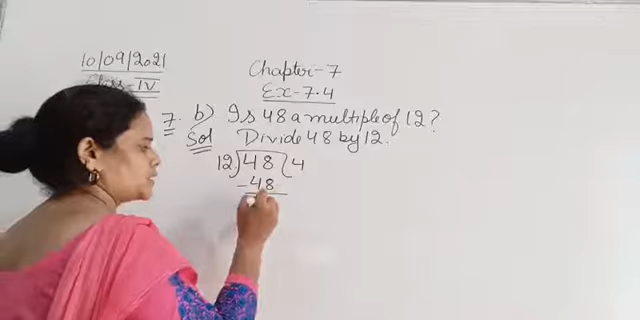 10/09/2021
Class-IV
Chapter-7
Ex-7.4
7. b) Is 48 a multiple of 12?
Sol Divide 48 by 12.
12)48(4
-48